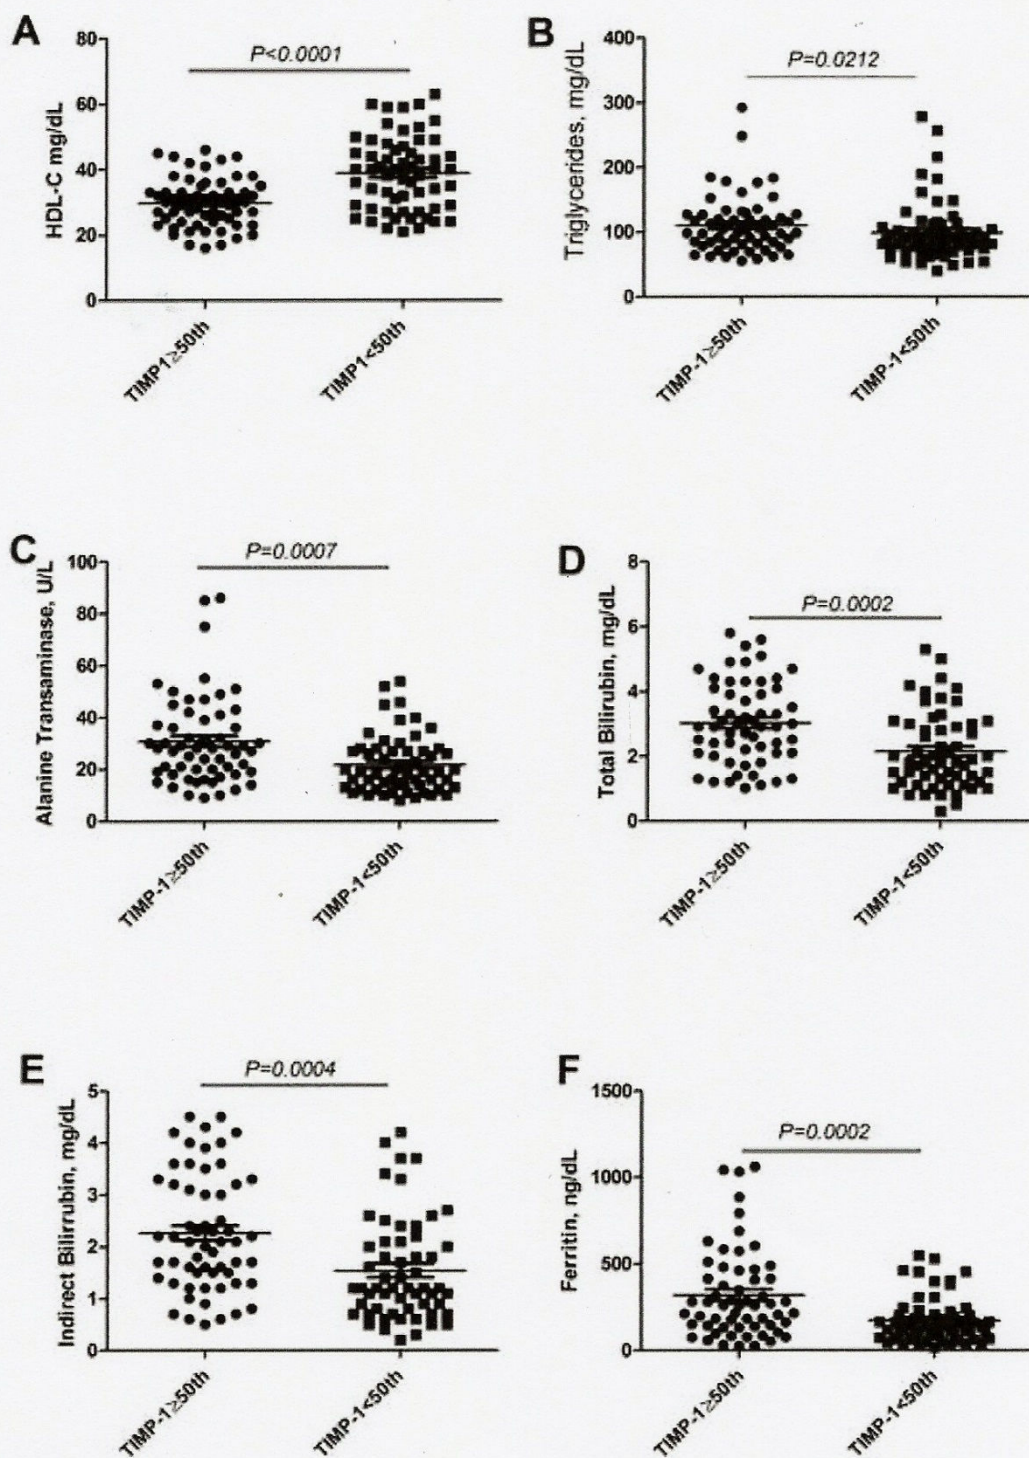 A
HDL-C mg/dL
80
60
40
20
0
P<0.0001
TIMP1≥50th
TIMP1<50th
B
Triglycerides, mg/dL
400
300
200
100
0
P=0.0212
TIMP-1≥50th
TIMP-1<50th
C
Alanine Transaminase, U/L
100
80
60
40
20
0
P=0.0007
TIMP-1≥50th
TIMP-1<50th
D
Total Bilirubin, mg/dL
8
6
4
2
0
P=0.0002
TIMP-1≥50th
TIMP-1<50th
E
Indirect Bilirrubin, mg/dL
5
4
3
2
1
0
P=0.0004
TIMP-1≥50th
TIMP-1<50th
F
Ferritin, ng/dL
1500
1000
500
0
P=0.0002
TIMP-1≥50th
TIMP-1<50th